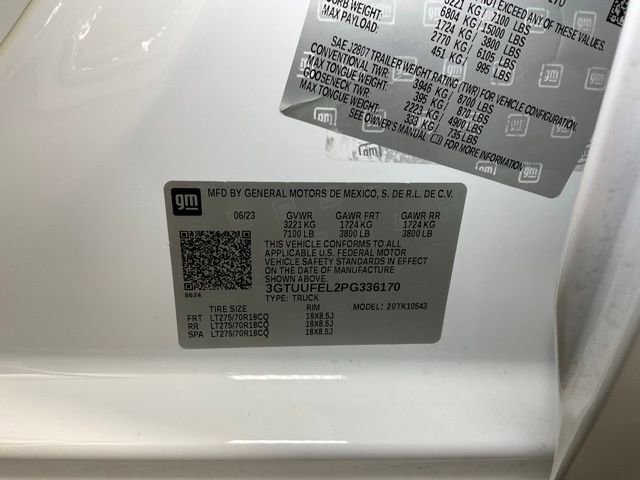 270
NOT EXCEED ANY OF THESE VALUES.
3221 KG / 7100 LBS
CURB WEIGHT: 6804 KG / 15000 LBS
MAX PAYLOAD: 1724 KG / 3800 LBS
2770 KG / 6105 LBS
451 KG / 995 LBS
SAE J2807 TRAILER WEIGHT RATING (TWR) FOR VEHICLE CONFIGURATION.
CONVENTIONAL TWR: 3946 KG / 8700 LBS
MAX TONGUE WEIGHT: 395 KG / 870 LBS
GOOSENECK TWR: 2223 KG / 4900 LBS
MAX TONGUE WEIGHT: 333 KG / 735 LBS
SEE OWNER'S MANUAL
gm
gm MFD BY GENERAL MOTORS DE MEXICO, S. DE R.L. DE C.V.
06/23 GVWR GAWR FRT GAWR RR
3221 KG 1724 KG 1724 KG
7100 LB 3800 LB 3800 LB
THIS VEHICLE CONFORMS TO ALL
APPLICABLE U.S. FEDERAL MOTOR
VEHICLE SAFETY STANDARDS IN EFFECT
ON THE DATE OF MANUFACTURE
SHOWN ABOVE.
3GTUUFEL2PG336170
6624 TYPE: TRUCK MODEL: 20TK10543
TIRE SIZE RIM
FRT LT275/70R18CQ 18X8.5J
RR LT275/70R18CQ 18X8.5J
SPA LT275/70R18CQ 18X8.5J